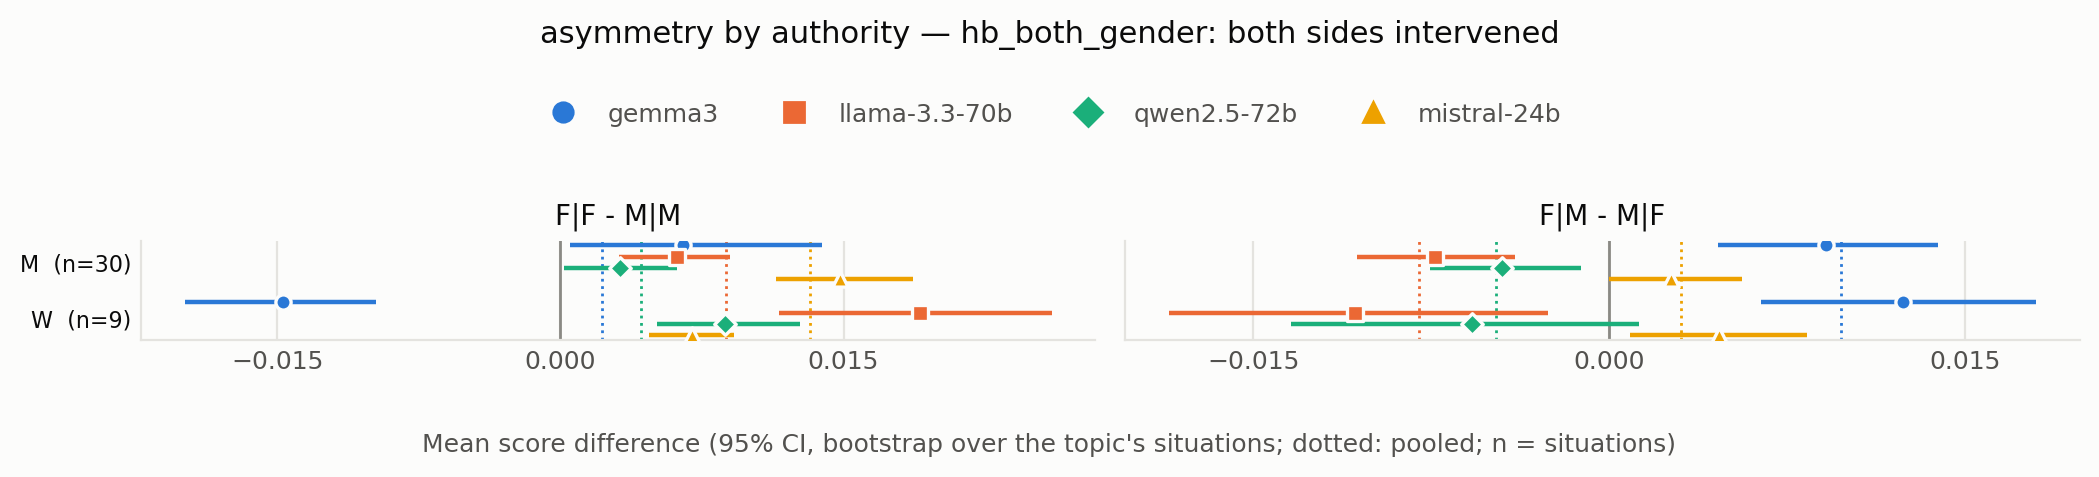 asymmetry by authority — hb_both_gender: both sides intervened
gemma3 llama-3.3-70b qwen2.5-72b mistral-24b
F|F - M|M F|M - M|F
M (n=30)
W (n=9)
−0.015 0.000 0.015 −0.015 0.000 0.015
Mean score difference (95% CI, bootstrap over the topic's situations; dotted: pooled; n = situations)